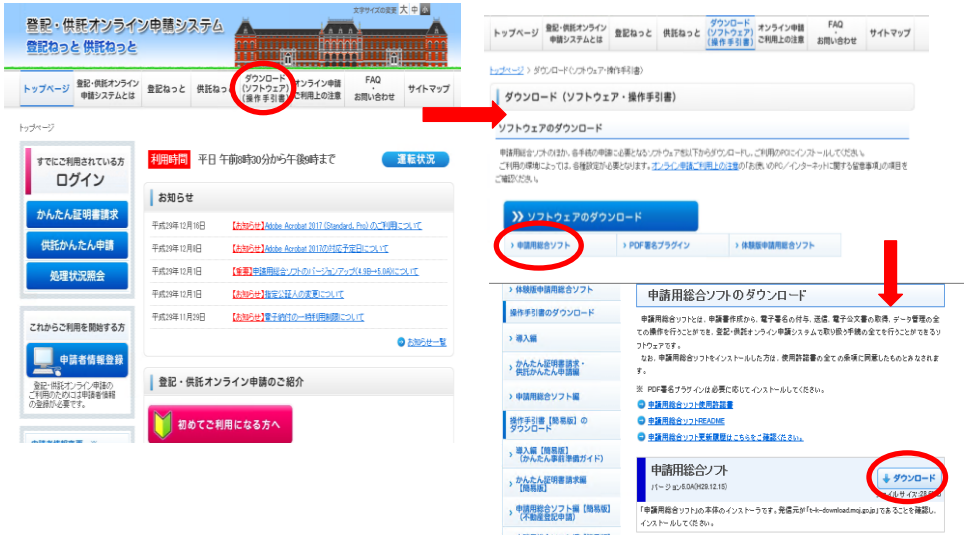 文字サイズの変更 大 中 小
登記・供託オンライン申請システム
登記ねっと 供託ねっと
トップページ
登記・供託オンライン
申請システムとは
登記ねっと
供託ねっと
ダウンロード
(ソフトウェア)
(操作手引書)
オンライン申請
ご利用上の注意
FAQ
・
お問い合わせ
サイトマップ
トップページ
すでにご利用されている方
ログイン
かんたん証明書請求
供託かんたん申請
処理状況照会
これからご利用を開始する方
申請者情報登録
登記・供託オンライン申請の
ご利用のためには申請者情報
の登録が必要です。
利用時間 平日 午前8時30分から午後9時まで
運転状況
お知らせ
平成29年12月18日 【お知らせ】Adobe Acrobat 2017 (Standard, Pro) のご利用について
平成29年12月8日 【お知らせ】Adobe Acrobat 2017の対応予定日について
平成29年12月1日 【重要】申請用総合ソフトのバージョンアップ(4.9B→5.0A)について
平成29年12月1日 【お知らせ】指定公証人の変更について
平成29年11月29日 【お知らせ】電子納付の一時利用制限について
お知らせ一覧
登記・供託オンライン申請のご紹介
初めてご利用になる方へ
トップページ
登記・供託オンライン
申請システムとは
登記ねっと
供託ねっと
ダウンロード
(ソフトウェア)
(操作手引書)
オンライン申請
ご利用上の注意
FAQ
・
お問い合わせ
サイトマップ
トップページ > ダウンロード(ソフトウェア・操作手引書)
ダウンロード(ソフトウェア・操作手引書)
ソフトウェアのダウンロード
申請用総合ソフトのほか、各手続の申請に必要となるソフトウェアを以下からダウンロードし、ご利用のPCにインストールしてください。
ご利用の環境によっては、各種設定が必要となります。オンライン申請ご利用上の注意の「お使いのPC/インターネットに関する留意事項」の項目を
ご確認ください。
ソフトウェアのダウンロード
申請用総合ソフト
PDF署名プラグイン
体験版申請用総合ソフト
体験版申請用総合ソフト
操作手引書のダウンロード
導入編
かんたん証明書請求・
供託かんたん申請編
申請用総合ソフト編
操作手引書【簡易版】の
ダウンロード
導入編【簡易版】
(かんたん事前準備ガイド)
かんたん証明書請求編
【簡易版】
申請用総合ソフト編【簡易版】
(不動産登記申請)
申請用総合ソフトのダウンロード
申請用総合ソフトとは、申請書作成から、電子署名の付与、送信、電子公文書の取得、データ管理の全
ての操作を行うことができ、登記・供託オンライン申請システムで取り扱う手続の全てを行うことができるソ
フトウェアです。
なお、申請用総合ソフトをインストールした方は、使用許諾書の全ての条項に同意したものとみなされま
す。
※ PDF署名プラグインは必要に応じてインストールしてください。
申請用総合ソフト使用許諾書
申請用総合ソフトREADME
申請用総合ソフト更新履歴はこちらをご確認ください。
申請用総合ソフト
バージョン5.0A(H29.12.15)
ダウンロード
「申請用総合ソフト」の本体のインストーラです。発信元が「t-k-download.moj.go.jp」であることを確認し、
インストールしてください。